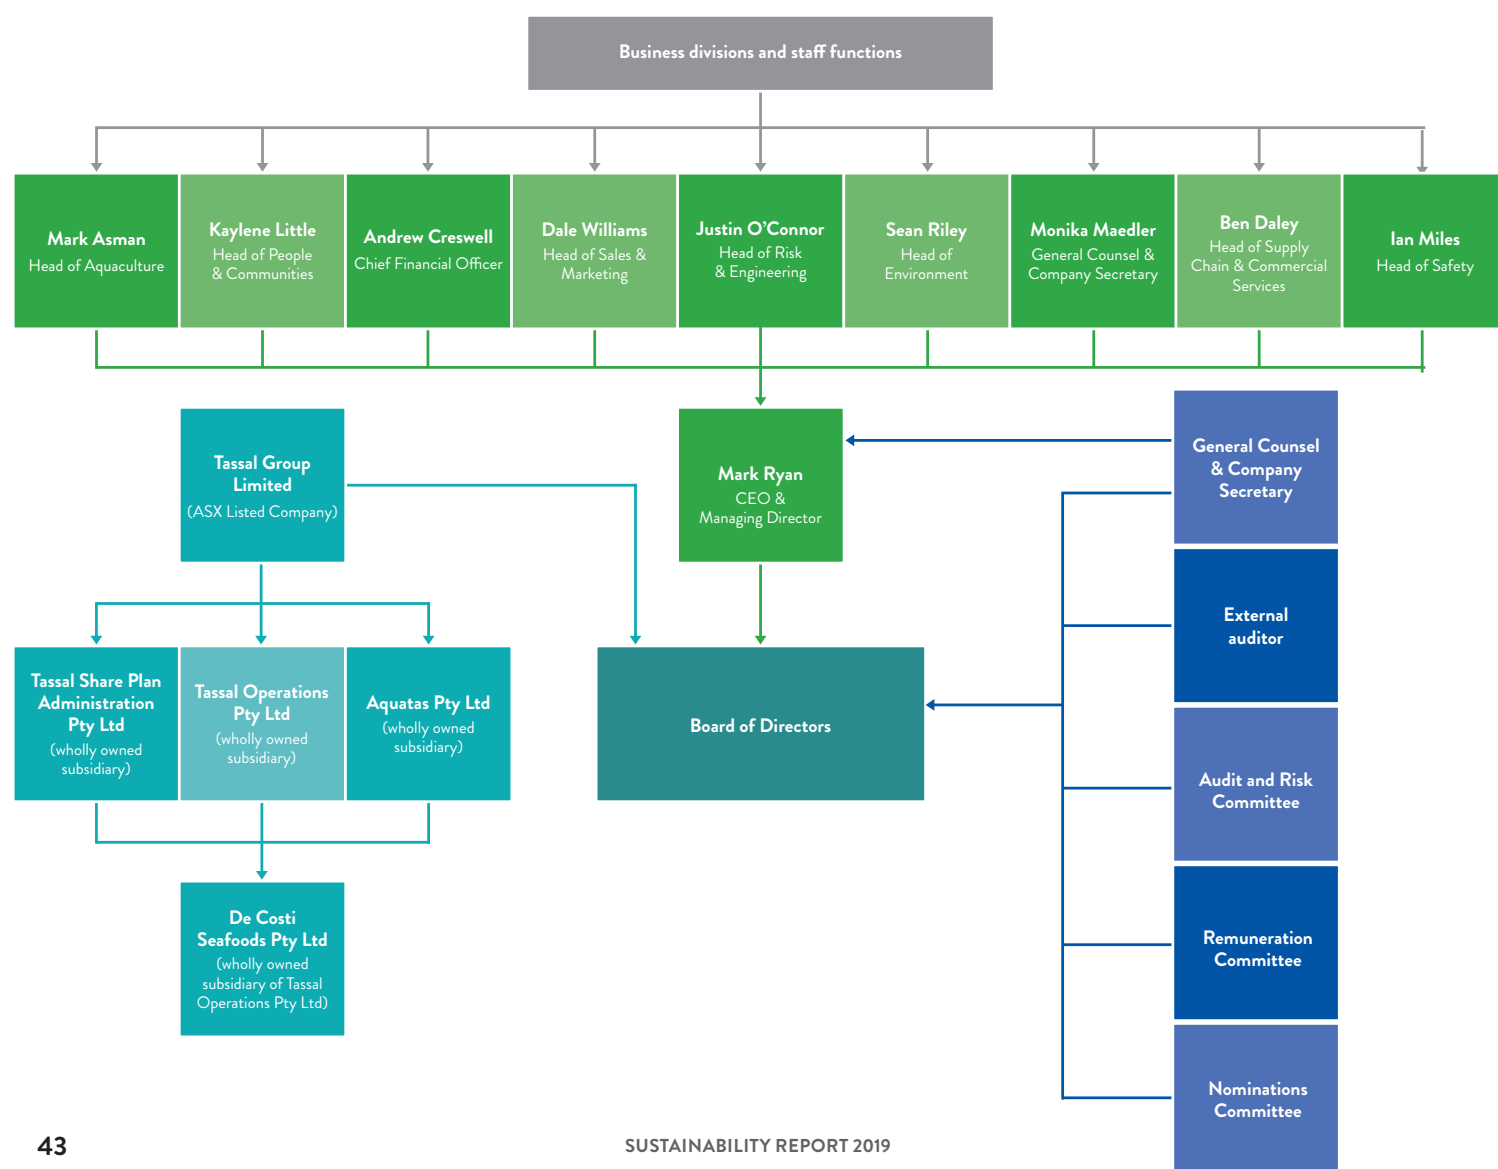 Business divisions and staff functions
Mark Asman
Head of Aquaculture
Kaylene Little
Head of People
& Communities
Andrew Creswell
Chief Financial Officer
Dale Williams
Head of Sales &
Marketing
Justin O’Connor
Head of Risk
& Engineering
Sean Riley
Head of
Environment
Monika Maedler
General Counsel &
Company Secretary
Ben Daley
Head of Supply
Chain & Commercial
Services
Ian Miles
Head of Safety
Tassal Group
Limited
(ASX Listed Company)
Mark Ryan
CEO &
Managing Director
General Counsel
& Company
Secretary
External
auditor
Tassal Share Plan
Administration
Pty Ltd
(wholly owned
subsidiary)
Tassal Operations
Pty Ltd
(wholly owned
subsidiary)
Aquatas Pty Ltd
(wholly owned
subsidiary)
Board of Directors
Audit and Risk
Committee
De Costi
Seafoods Pty Ltd
(wholly owned
subsidiary of Tassal
Operations Pty Ltd)
Remuneration
Committee
Nominations
Committee
43
SUSTAINABILITY REPORT 2019